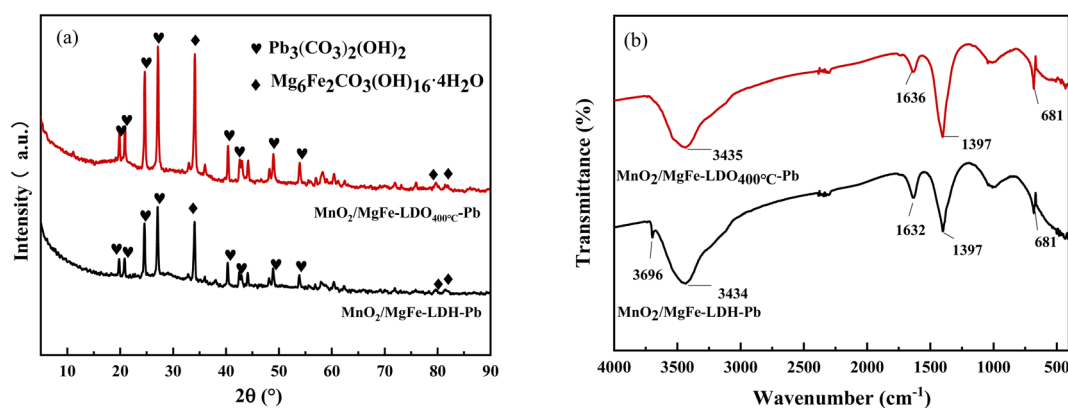 (a)
♥ Pb3(CO3)2(OH)2
♦ Mg6Fe2CO3(OH)16·4H2O
MnO2/MgFe-LDO400°C-Pb
MnO2/MgFe-LDH-Pb
Intensity ( a.u.)
10 20 30 40 50 60 70 80 90
2θ (°)
(b)
1636
681
1397
3435
MnO2/MgFe-LDO400°C-Pb
1632
1397
681
3696
3434
MnO2/MgFe-LDH-Pb
Transmittance (%)
4000 3500 3000 2500 2000 1500 1000 500
Wavenumber (cm-1)